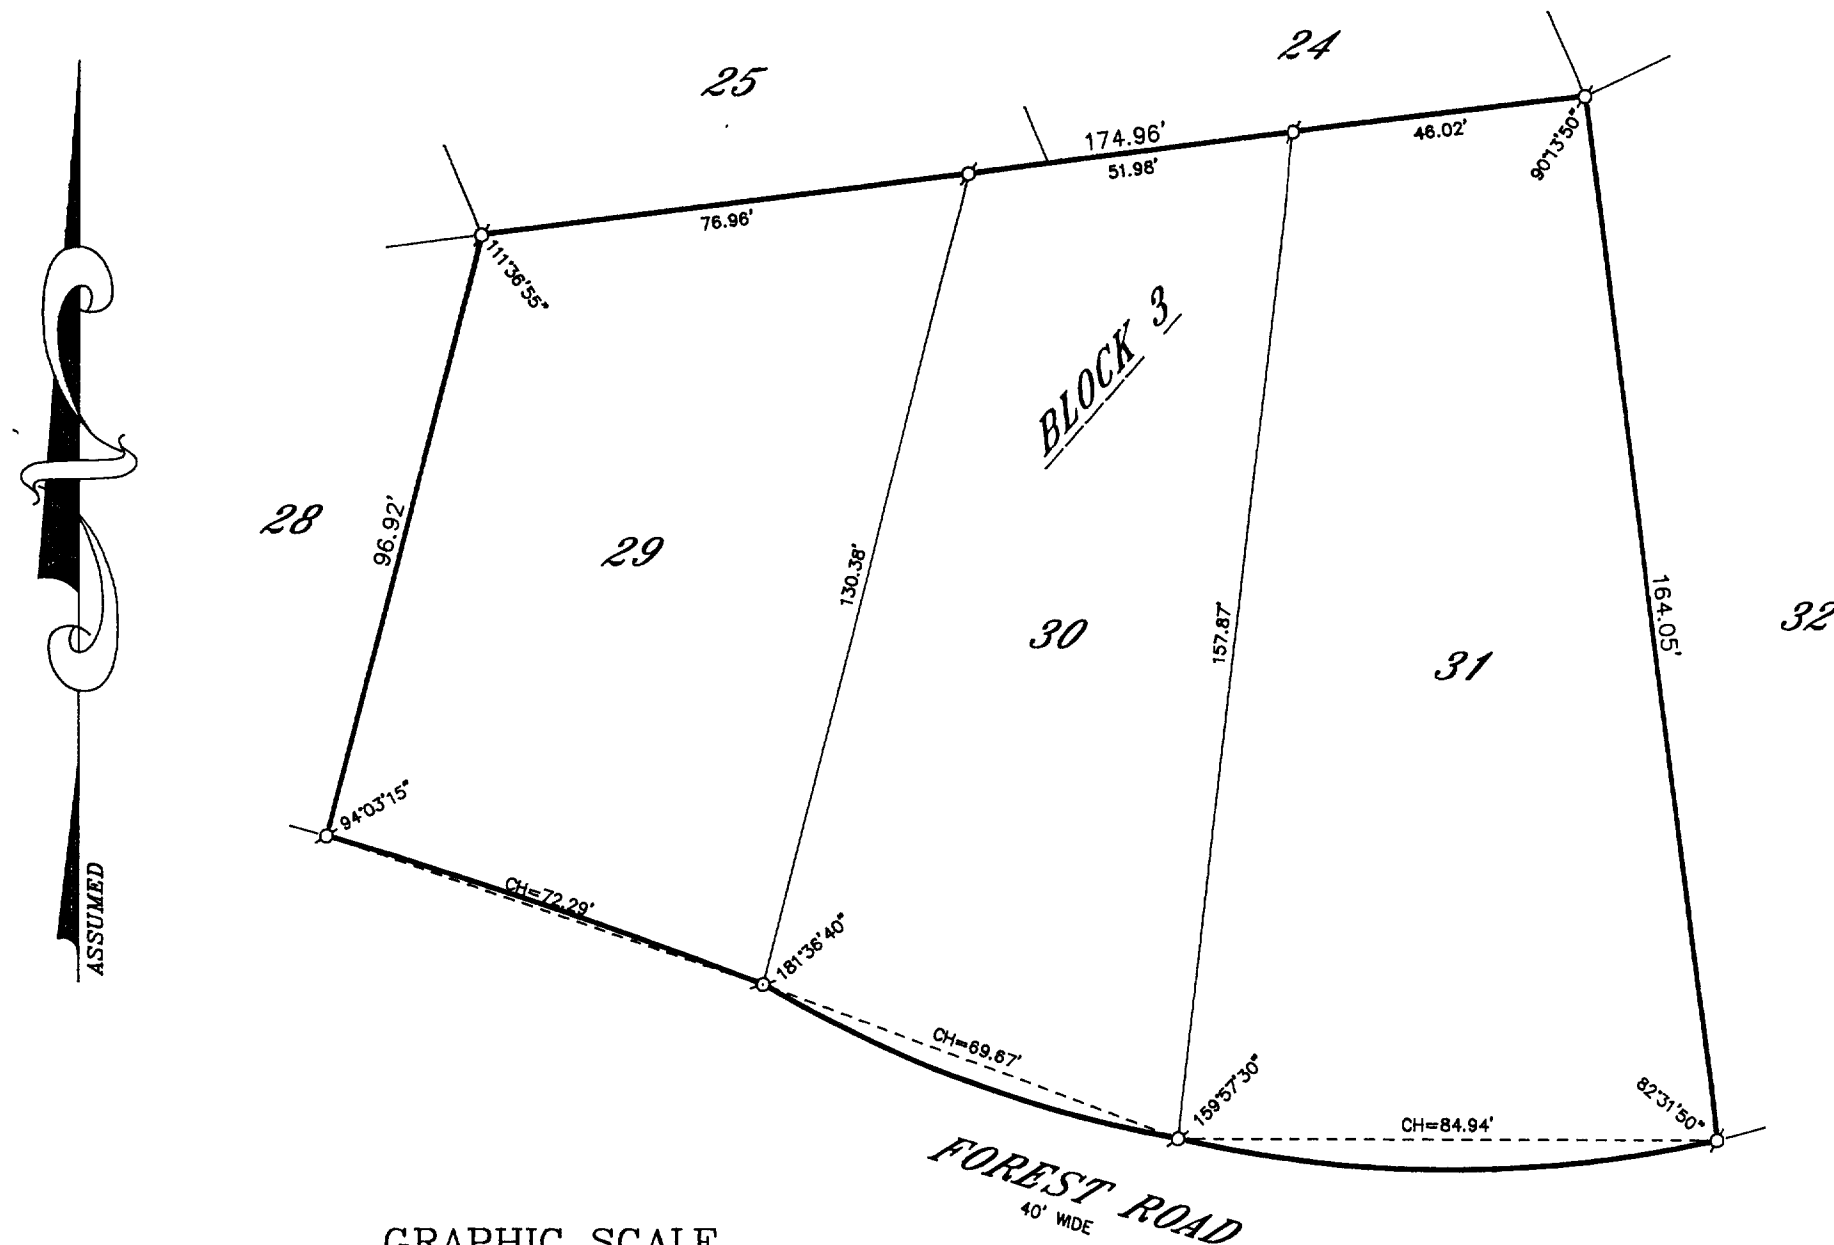 24
25
174.96'
46.02'
51.98'
90°13'50"
76.96'
111°36'55"
BLOCK 3
28
96.92'
29
130.38'
30
157.87'
31
164.05'
32
94°03'15"
ASSUMED
CH=72.29'
181°36'40"
CH=69.67'
159°57'30"
82°31'50"
CH=84.94'
FOREST ROAD
40' WIDE
GRAPHIC SCALE